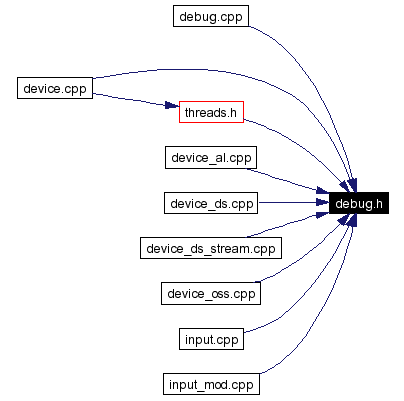 debug.cpp
device.cpp
threads.h
device_al.cpp
device_ds.cpp
debug.h
device_ds_stream.cpp
device_oss.cpp
input.cpp
input_mod.cpp